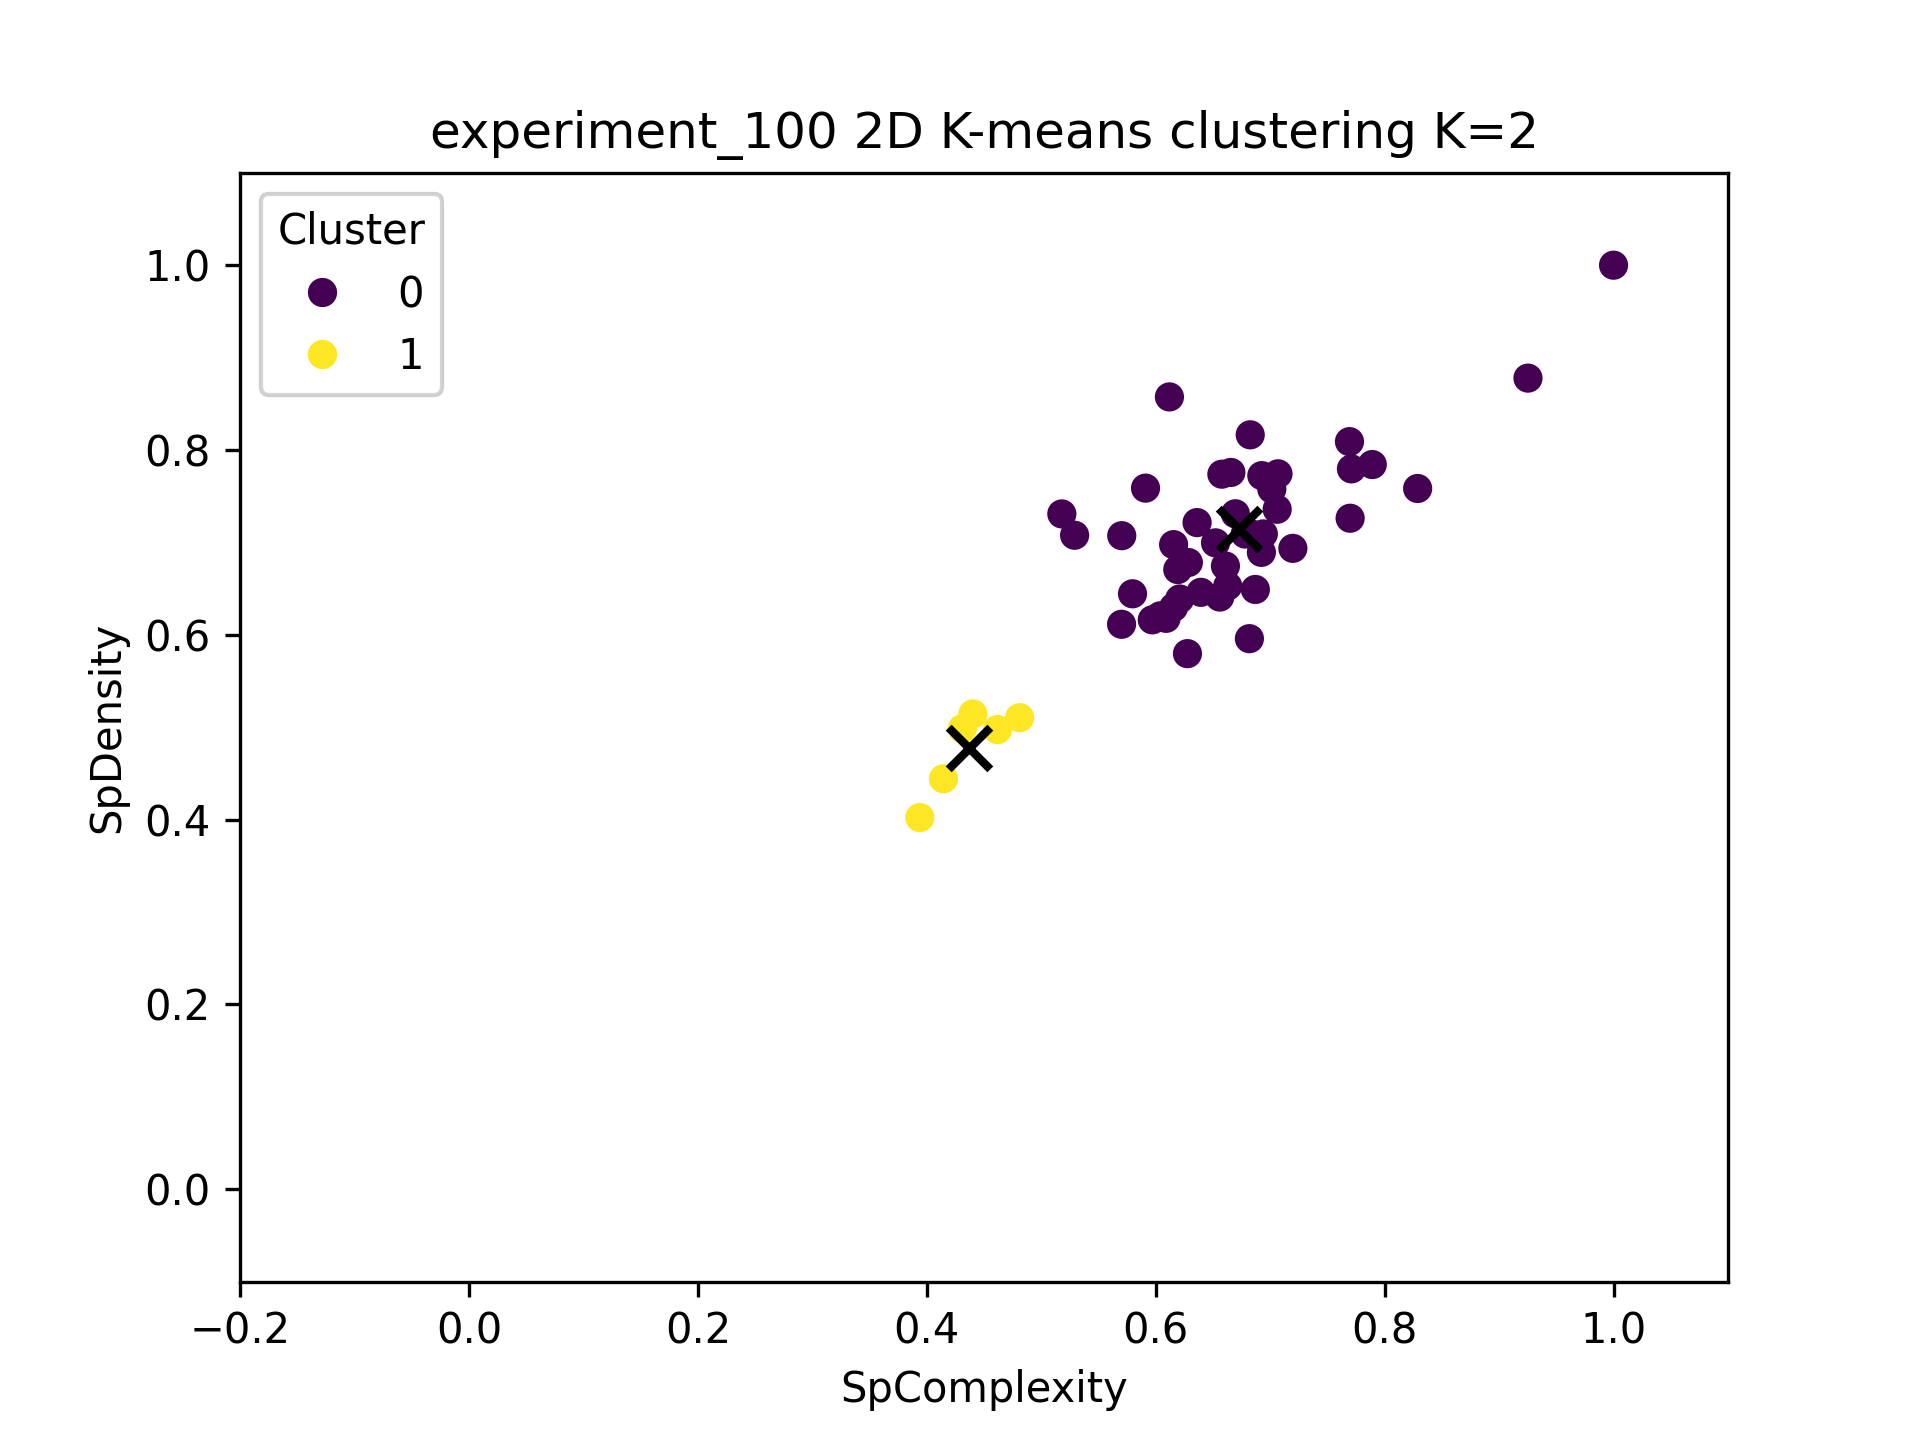 experiment_100 2D K-means clustering K=2
Cluster
0
1
1.0
0.8
0.6
0.4
0.2
0.0
SpDensity
−0.2 0.0 0.2 0.4 0.6 0.8 1.0
SpComplexity